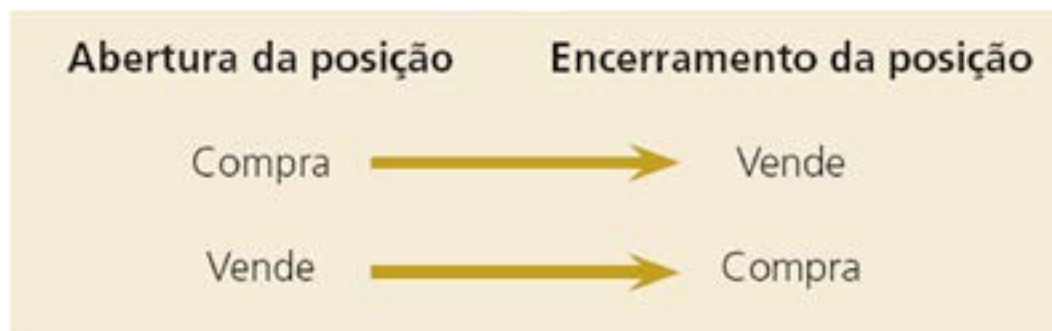 Abertura da posição Encerramento da posição
Compra Vende
Vende Compra